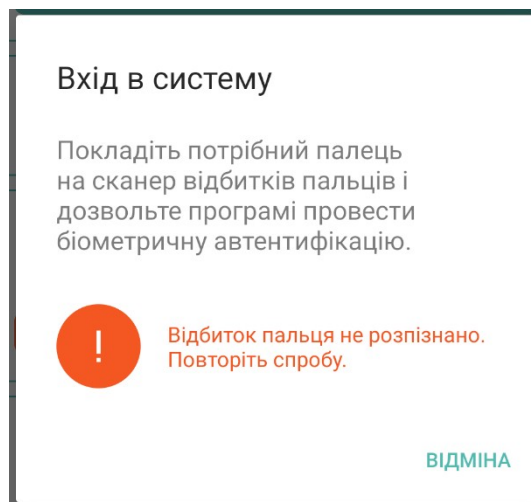 Вхід в систему
Покладіть потрібний палець
на сканер відбитків пальців і
дозвольте програмі провести
біометричну автентифікацію.
!
Відбиток пальця не розпізнано.
Повторіть спробу.
ВІДМІНА